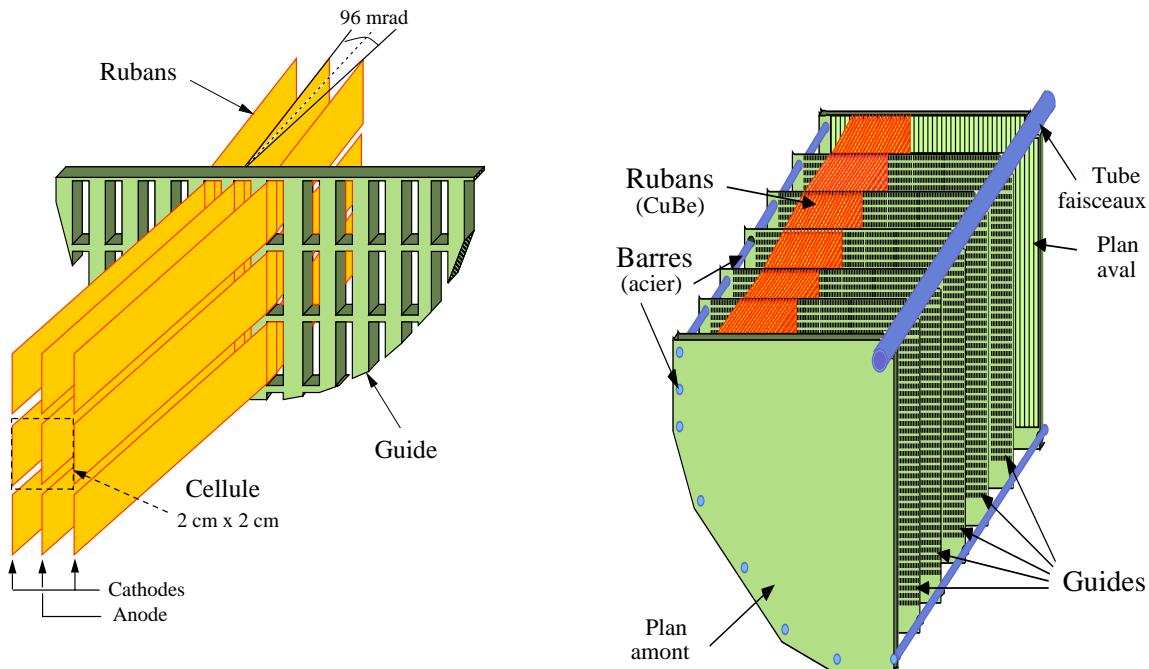 96 mrad
Rubans
Guide
Cellule
2 cm x 2 cm
Cathodes
Anode
Rubans
(CuBe)
Barres
(acier)
Tube
faisceaux
Plan
aval
Guides
Plan
amont